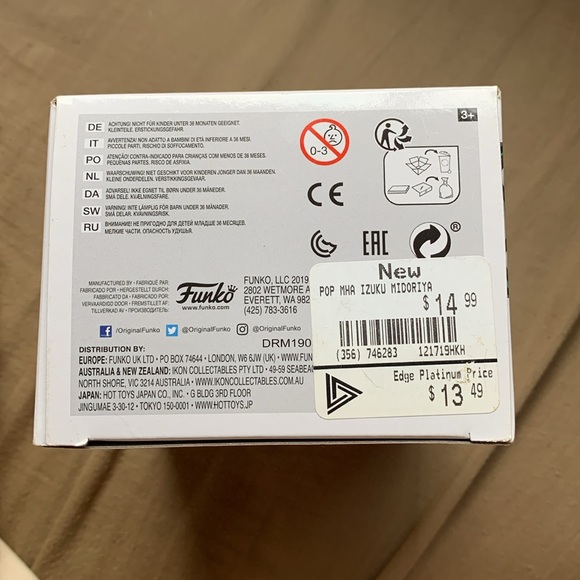 DE ACHTUNG! NICHT FÜR KINDER UNTER 36 MONATEN GEEIGNET.
KLEINTEILE. ERSTICKUNGSGEFAHR.
IT AVVERTENZA! NON ADATTO A BAMBINI DI ETÀ INFERIORE A 36 MESI.
PICCOLE PARTI. RISCHIO DI SOFFOCAMENTO.
PO ATENÇÃO! CONTRA-INDICADO PARA CRIANÇAS COM MENOS DE 36 MESES.
PEQUENAS PARTES. RISCO DE ASFIXIA.
NL WAARSCHUWING! NIET GESCHIKT VOOR KINDEREN JONGER DAN 36 MAANDEN.
KLEINE ONDERDELEN. VERSTIKKINGSGEVAAR.
DA ADVARSEL! IKKE EGNET TIL BØRN UNDER 36 MÅNEDER.
SMÅ DELE. KVÆLNINGSFARE.
SW VARNING! INTE LÄMPLIG FÖR BARN UNDER 36 MÅNADER.
SMÅ DELAR. KVÄVNINGSRISK.
RU ВНИМАНИЕ! НЕ ПРИГОДНО ДЛЯ ДЕТЕЙ МЛАДШЕ 36 МЕСЯЦЕВ.
МЕЛКИЕ ЧАСТИ. ОПАСНОСТЬ УДУШЬЯ.
3+
0-3
CE
EAC
®
MANUFACTURED BY • FABRIQUÉ PAR
FABRICADO POR • HERGESTELLT DURCH
FABBRICATO DA • FABRICADO POR
VERVAARDIGD DOOR • FREMSTILLET AF
TILLVERKAD AV • ПРОИЗВОДИТЕЛЬ:
Funko
www.funko.com
FUNKO, LLC 2019
2802 WETMORE A
EVERETT, WA 982
(425) 783-3616
/OriginalFunko @OriginalFunko @OriginalFunko
DISTRIBUTION BY: DRM190
EUROPE: FUNKO UK LTD • PO BOX 74644 • LONDON, W6 6JW (UK) • WWW.FUN
AUSTRALIA & NEW ZEALAND: IKON COLLECTABLES PTY LTD • 49-59 SEABEAC
NORTH SHORE, VIC 3214 AUSTRALIA • WWW.IKONCOLLECTABLES.COM.AU
JAPAN: HOT TOYS JAPAN CO., INC. • G BLDG 3RD FLOOR
JINGUMAE 3-30-12 • TOKYO 150-0001 • WWW.HOTTOYS.JP
New
POP MHA IZUKU MIDORIYA
$ 14 99
(356) 746283 121719HKH
Edge Platinum Price
$ 13 49